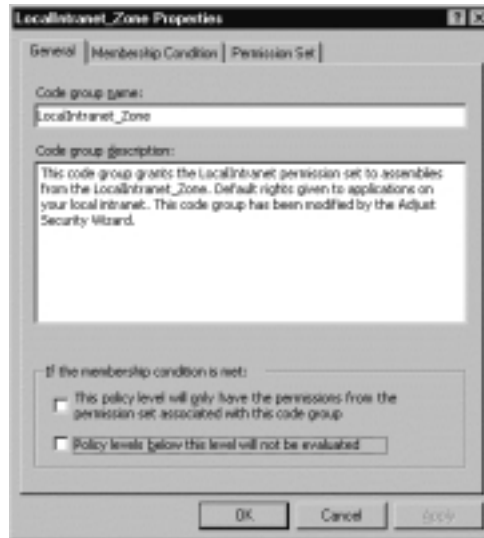 LocalIntranet_Zone Properties
General Membership Condition Permission Set
Code group name:
LocalIntranet_Zone
Code group description:
This code group grants the LocalIntranet permission set to assemblies
from the LocalIntranet_Zone. Default rights given to applications on
your local intranet. This code group has been modified by the Adjust
Security Wizard.
If the membership condition is met:
This policy level will only have the permissions from the
permission set associated with this code group
Policy levels below this level will not be evaluated
OK Cancel Apply